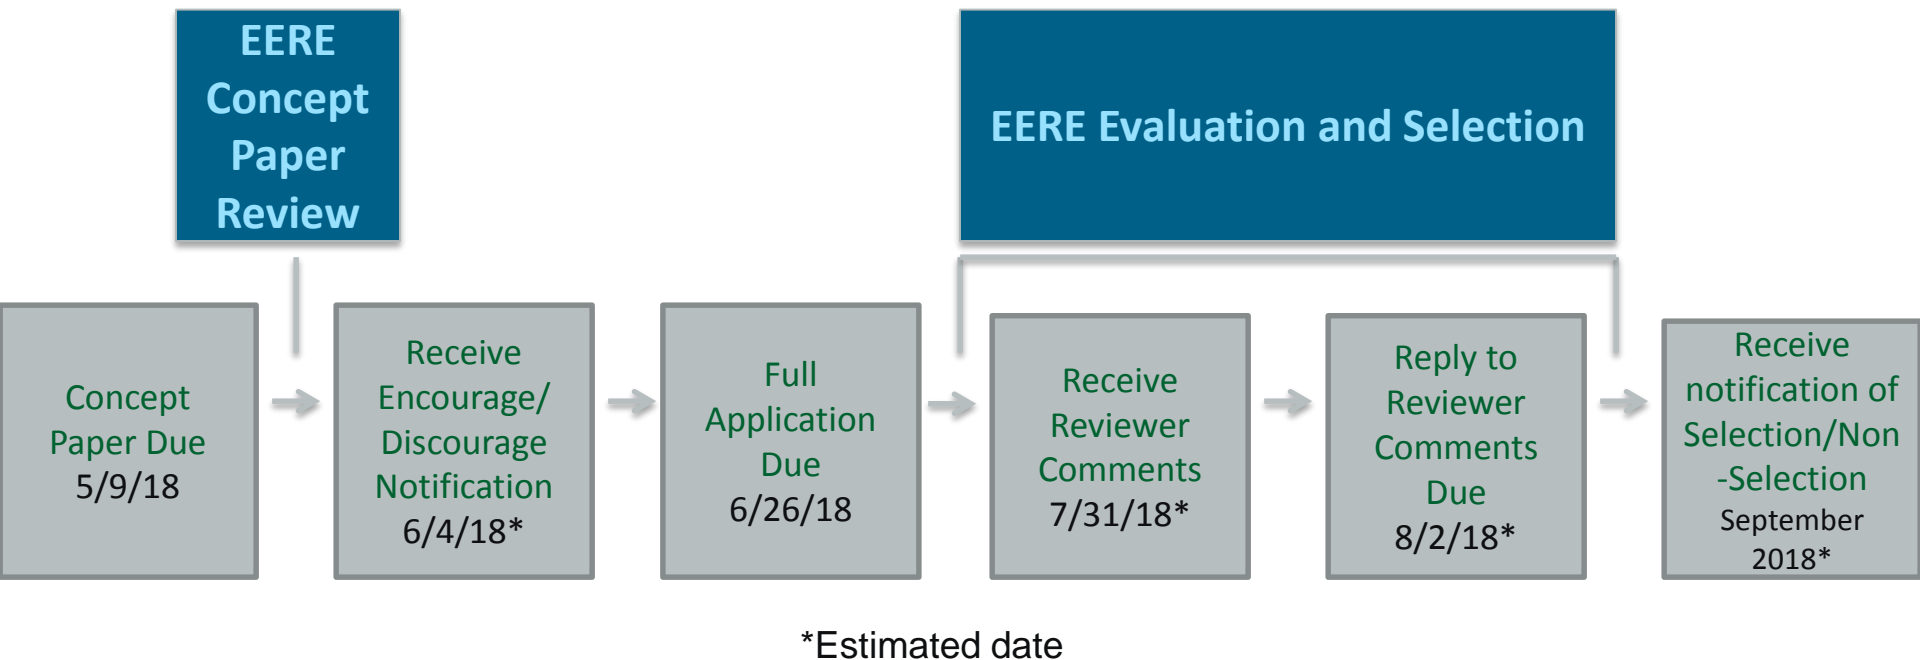 EERE
Concept
Paper
Review
EERE Evaluation and Selection
Concept
Paper Due
5/9/18
Receive
Encourage/
Discourage
Notification
6/4/18*
Full
Application
Due
6/26/18
Receive
Reviewer
Comments
7/31/18*
Reply to
Reviewer
Comments
Due
8/2/18*
Receive
notification of
Selection/Non
-Selection
September
2018*
*Estimated date